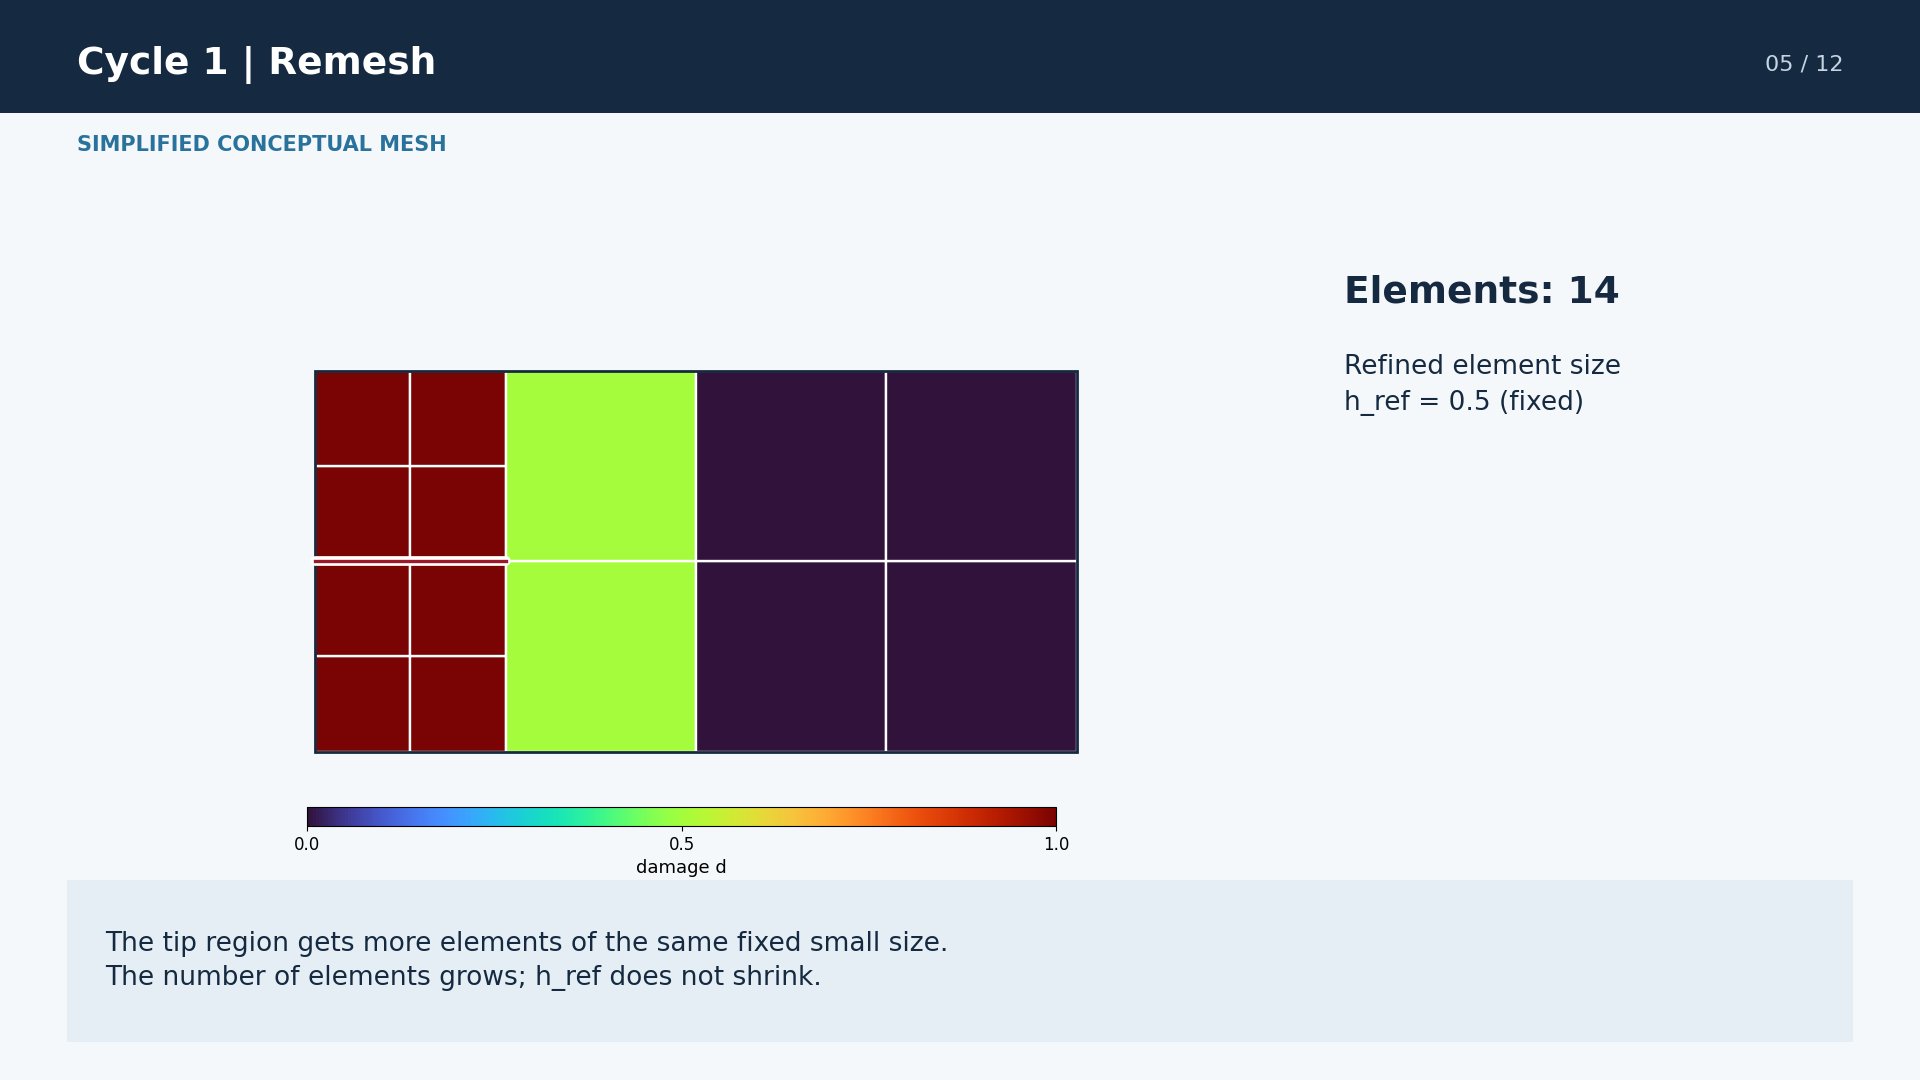 Cycle 1 | Remesh
05 / 12
SIMPLIFIED CONCEPTUAL MESH
Elements: 14
Refined element size
h_ref = 0.5 (fixed)
0.0
0.5
1.0
damage d
The tip region gets more elements of the same fixed small size.
The number of elements grows; h_ref does not shrink.